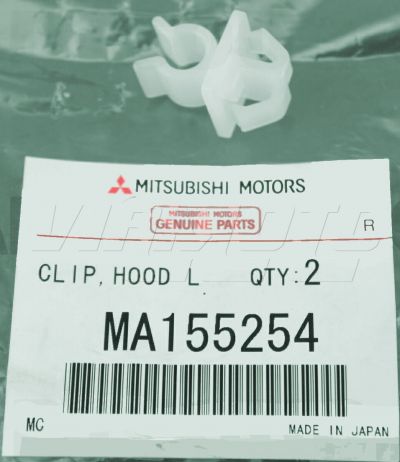 MITSUBISHI MOTORS
MITSUBISHI MOTORS
GENUINE PARTS
R
CLIP, HOOD L QTY:2
MA155254
MC MADE IN JAPAN